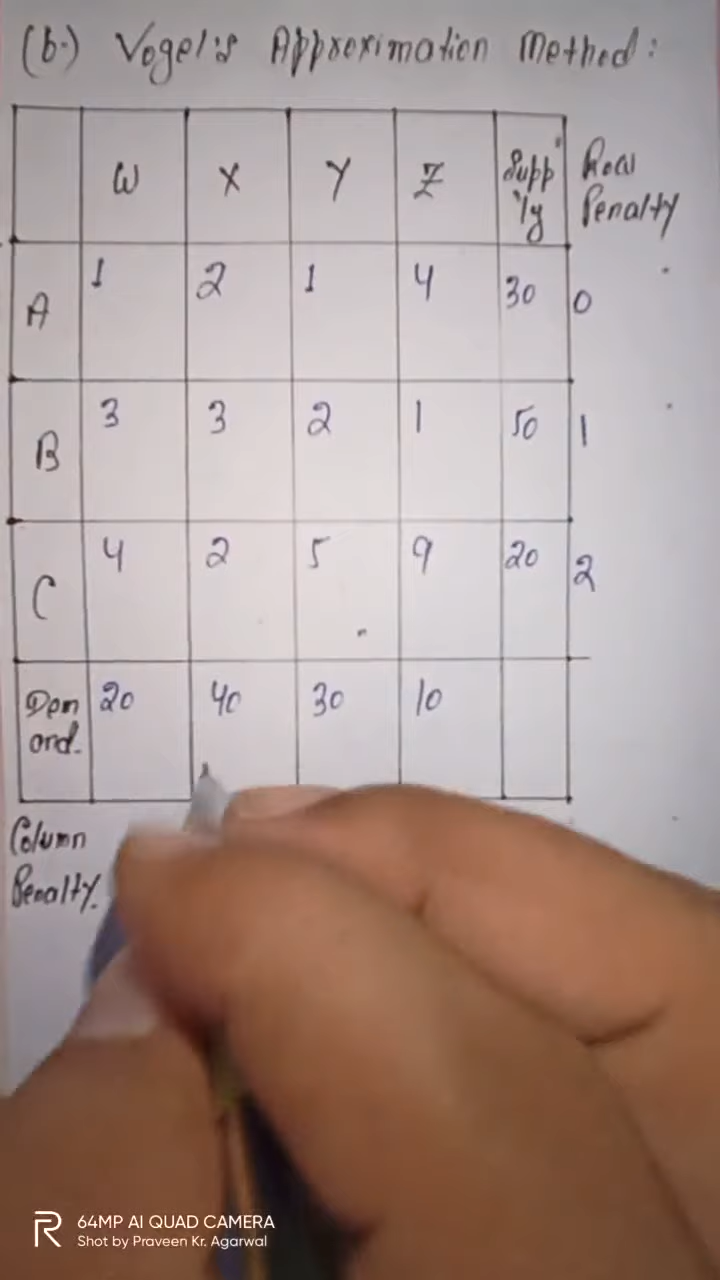 (b.) Vogel's Approximation Method:
W X Y Z Supp'ly Row Penalty
A 1 2 1 4 30 0
B 3 3 2 1 50 1
C 4 2 5 9 20 2
Demand. 20 40 30 10
Column
Penalty.
64MP AI QUAD CAMERA
Shot by Praveen Kr. Agarwal